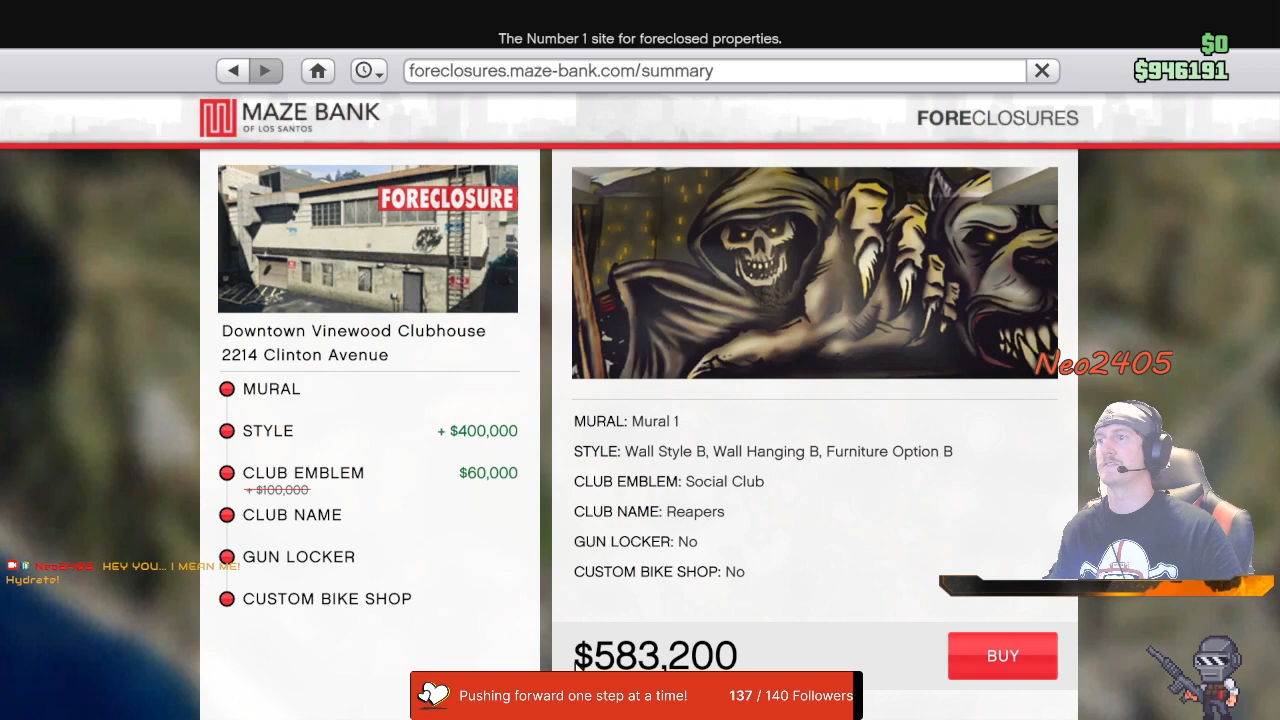 The Number 1 site for foreclosed properties.
$0
$946191
foreclosures.maze-bank.com/summary
MAZE BANK
OF LOS SANTOS
FORECLOSURES
FORECLOSURE
Downtown Vinewood Clubhouse
2214 Clinton Avenue
MURAL
STYLE + $400,000
CLUB EMBLEM $60,000
+ $100,000
CLUB NAME
GUN LOCKER
CUSTOM BIKE SHOP
MURAL: Mural 1
STYLE: Wall Style B, Wall Hanging B, Furniture Option B
CLUB EMBLEM: Social Club
CLUB NAME: Reapers
GUN LOCKER: No
CUSTOM BIKE SHOP: No
$583,200
BUY
Neo2405
Neo2405 HEY YOU... I MEAN ME!
Hydrate!
Pushing forward one step at a time! 137 / 140 Followers